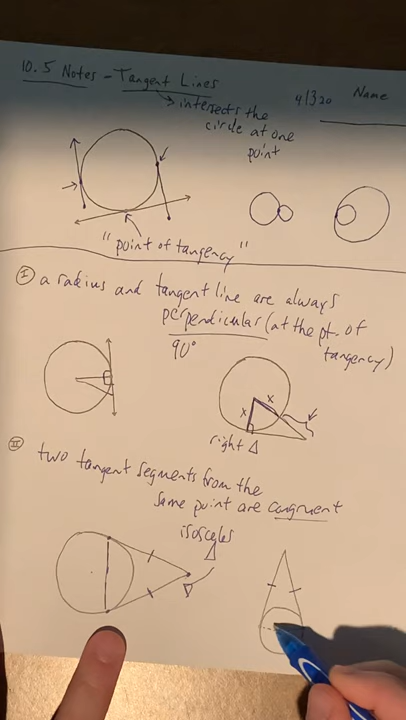 10.5 Notes - Tangent Lines
4/3/20
Name
intersects the
circle at one
point
"point of tangency"
I a radius and tangent line are always
perpendicular (at the pt. of
tangency)
90°
x
x
right Δ
II two tangent segments from the
same point are congruent
isosceles
Δ